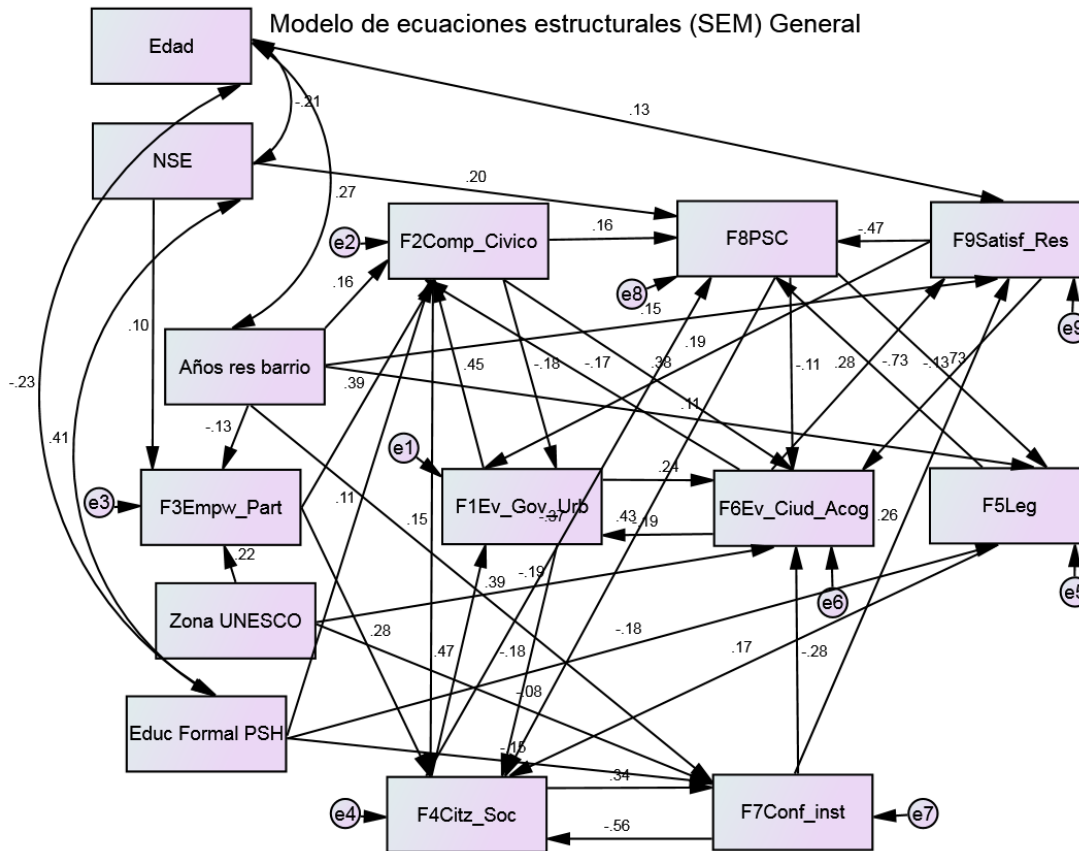 Modelo de ecuaciones estructurales (SEM) General
Edad
-.21
.13
NSE
.20
.27
e2
F2Comp_Civico
.16
F8PSC
-.47
F9Satisf_Res
e8
e9
.16
.15
.10
.19
Años res barrio
-.23
.39
.45
-.18
-.17
.38
-.11
.28
-.73
-.13
.73
.11
.41
-.13
e1
.24
e3
F3Empw_Part
.11
.15
F1Ev_Gov_Urb
-.37
.43
-.19
F6Ev_Ciud_Acog
.26
F5Leg
.22
.39
-.19
e6
e5
Zona UNESCO
.28
.47
-.18
-.18
.17
-.28
-.08
Educ Formal PSH
-.15
.34
e4
F4Citz_Soc
F7Conf_inst
e7
-.56